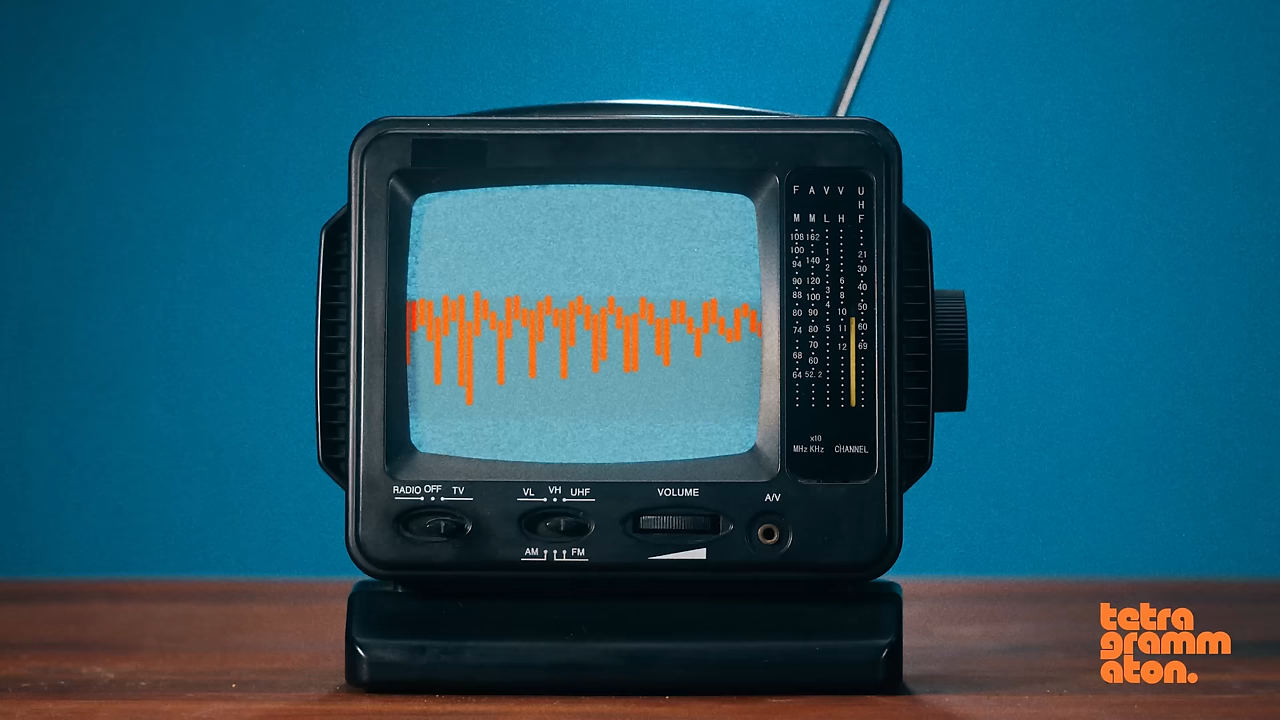 F A V V U
H
M M L H F
108 162
100
94
90
88
80
74
68
64
140
120
100
90
80
70
60
52.2
1
2
3
4
5
6
8
10
11
12
21
30
40
50
60
69
x10
MHz KHz CHANNEL
RADIO OFF TV
VL VH UHF
VOLUME
A/V
AM FM
tetra
gramm
aton.